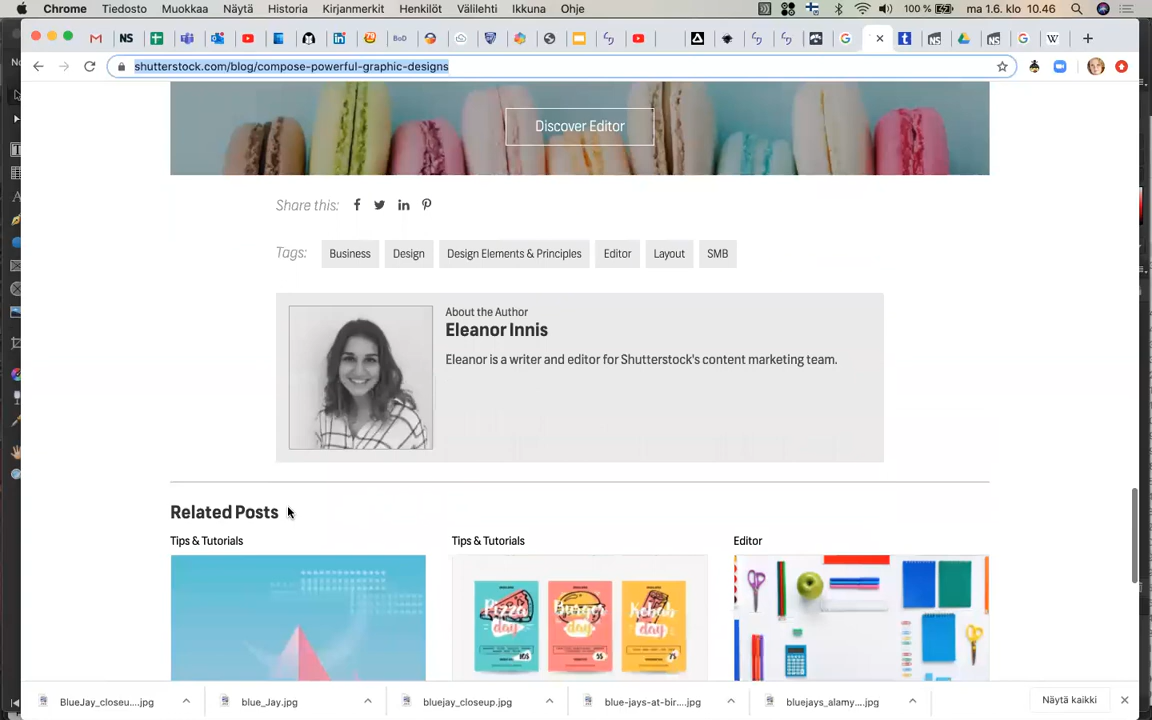 Chrome Tiedosto Muokkaa Näytä Historia Kirjanmerkit Henkilöt Välilehti Ikkuna Ohje 100 % ma 1.6. klo 10.46
NS BoD
shutterstock.com/blog/compose-powerful-graphic-designs
Discover Editor
Share this:
Tags: Business Design Design Elements & Principles Editor Layout SMB
About the Author
Eleanor Innis
Eleanor is a writer and editor for Shutterstock's content marketing team.
Related Posts
Tips & Tutorials Tips & Tutorials Editor
Pizza day Burger day Kebab day
BlueJay_closeu....jpg blue_Jay.jpg bluejay_closeup.jpg blue-jays-at-bir....jpg bluejays_alamy....jpg Näytä kaikki